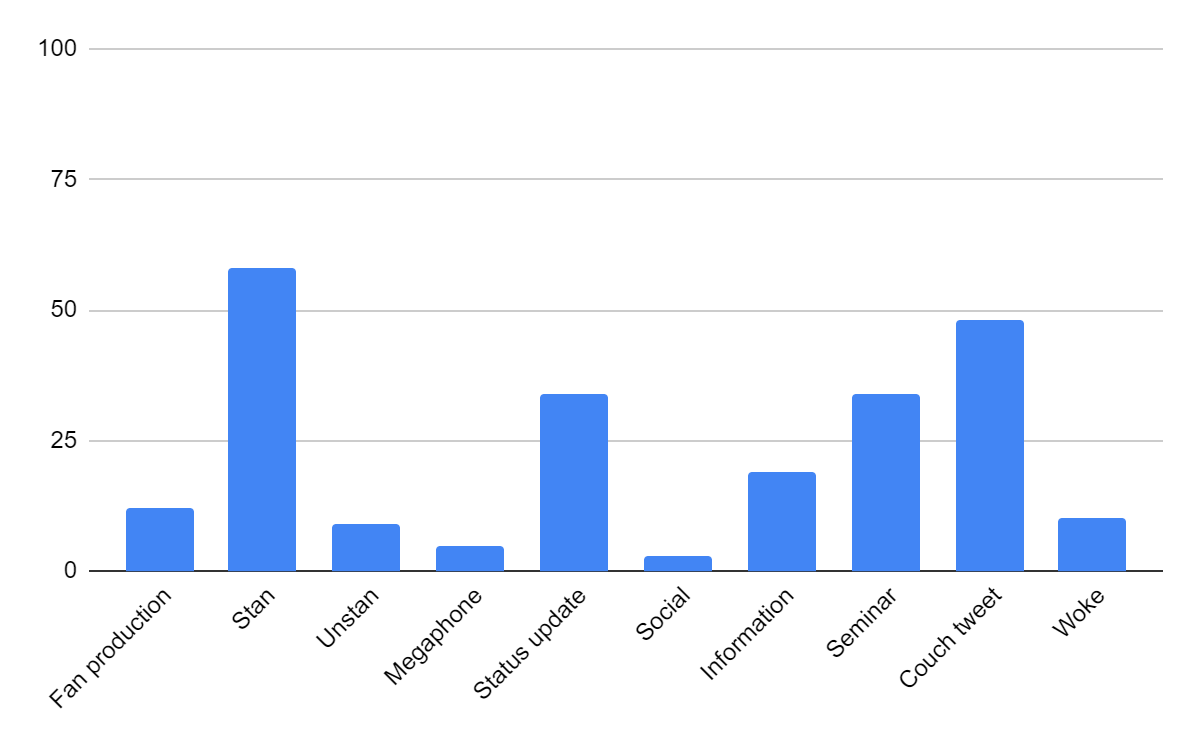 100
75
50
25
0
Fan production
Stan
Unstan
Megaphone
Status update
Social
Information
Seminar
Couch tweet
Woke